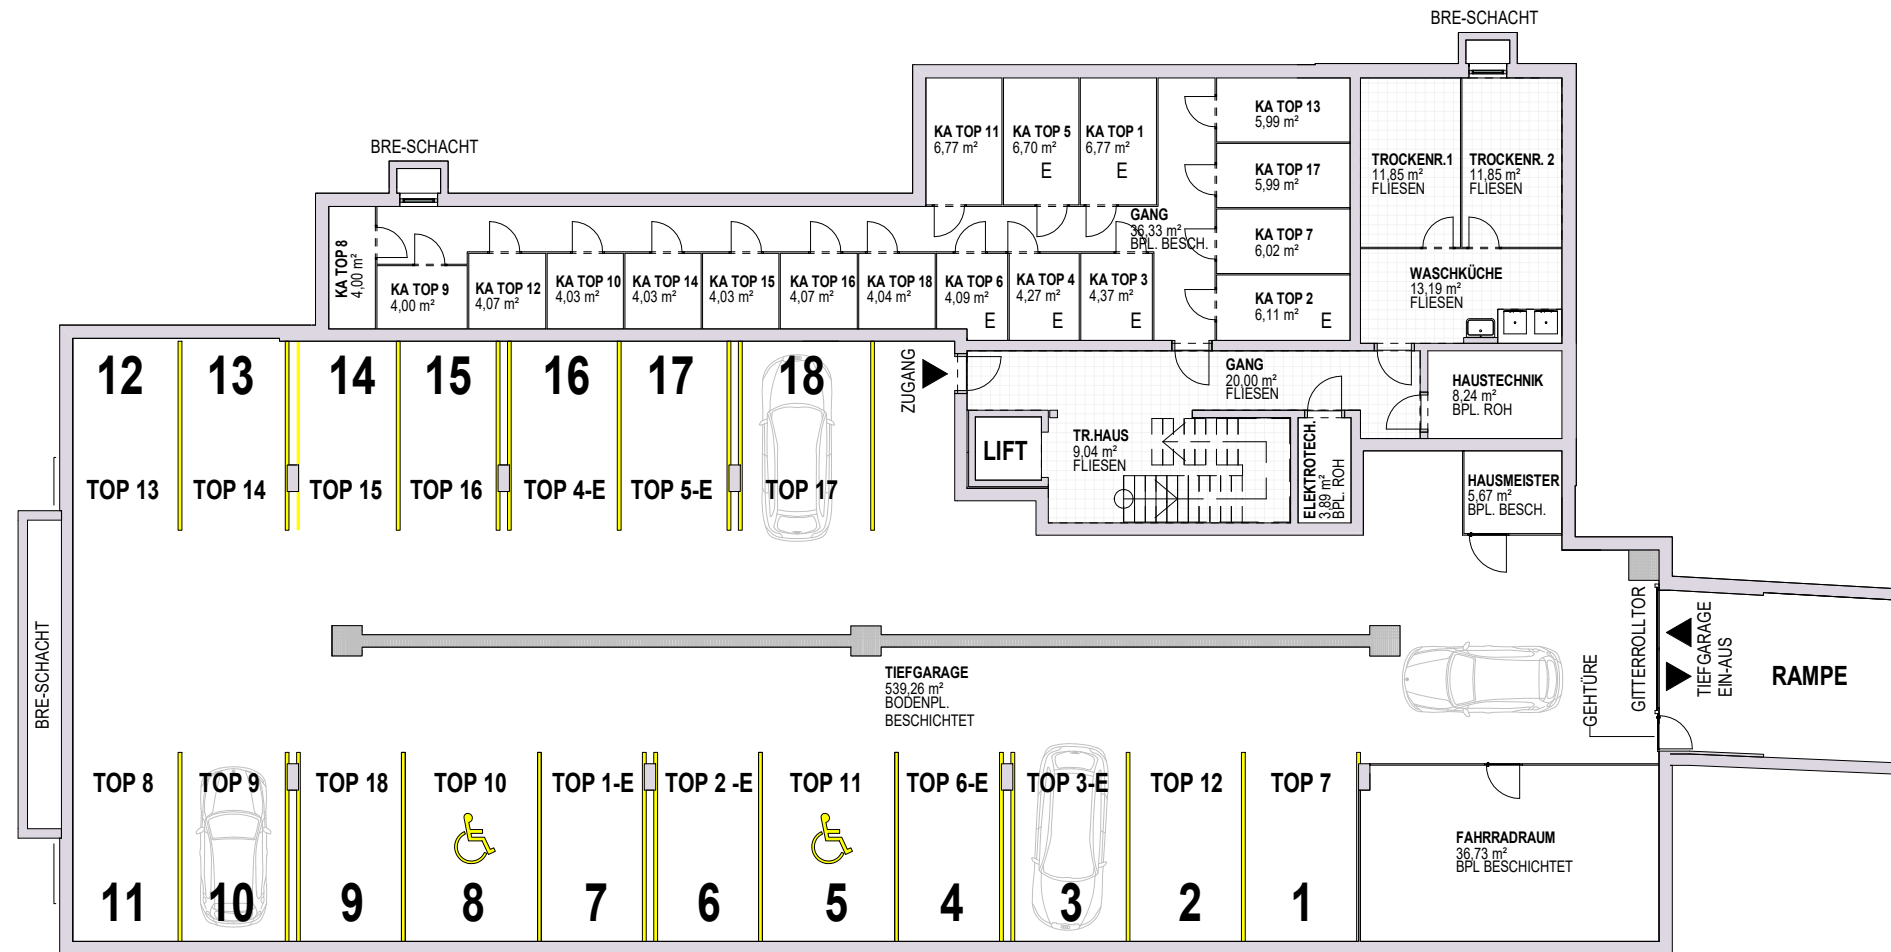 BRE-SCHACHT
BRE-SCHACHT
KA TOP 11
6,77 m²
KA TOP 5
6,70 m²
E
KA TOP 1
6,77 m²
E
KA TOP 13
5,99 m²
KA TOP 17
5,99 m²
KA TOP 7
6,02 m²
KA TOP 2
6,11 m²
E
TROCKENR.1
11,85 m²
FLIESEN
TROCKENR. 2
11,85 m²
FLIESEN
GANG
36,33 m²
BPL. BESCH.
WASCHKÜCHE
13,19 m²
FLIESEN
KA TOP 8
4,00 m²
KA TOP 9
4,00 m²
KA TOP 12
4,07 m²
KA TOP 10
4,03 m²
KA TOP 14
4,03 m²
KA TOP 15
4,03 m²
KA TOP 16
4,07 m²
KA TOP 18
4,04 m²
KA TOP 6
4,09 m²
E
KA TOP 4
4,27 m²
E
KA TOP 3
4,37 m²
E
12
13
14
15
16
17
18
ZUGANG
GANG
20,00 m²
FLIESEN
HAUSTECHNIK
8,24 m²
BPL. ROH
LIFT
TR.HAUS
9,04 m²
FLIESEN
ELEKTROTECH.
3,89 m²
BPL. ROH
HAUSMEISTER
5,67 m²
BPL. BESCH.
TOP 13
TOP 14
TOP 15
TOP 16
TOP 4-E
TOP 5-E
TOP 17
BRE-SCHACHT
TIEFGARAGE
539,26 m²
BODENPL.
BESCHICHTET
GEHTÜRE
GITTERROLLTOR
TIEFGARAGE
EIN-AUS
RAMPE
TOP 8
TOP 9
TOP 18
TOP 10
TOP 1-E
TOP 2 -E
TOP 11
TOP 6-E
TOP 3-E
TOP 12
TOP 7
FAHRRADRAUM
36,73 m²
BPL BESCHICHTET
11
10
9
8
7
6
5
4
3
2
1